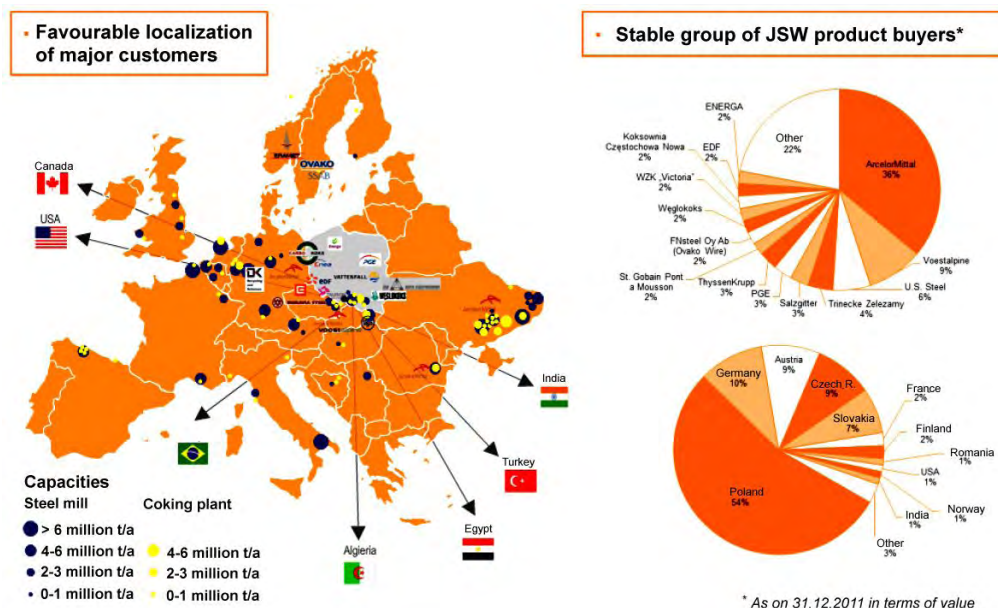 ▪ Favourable localization
of major customers
Canada
USA
OVAKO
SSAB
DK
Enea
PGE
EDF
VATTERFALL
India
Turkey
Egypt
Algieria
Capacities
Steel mill
Coking plant
> 6 million t/a
4-6 million t/a
4-6 million t/a
2-3 million t/a
2-3 million t/a
0-1 million t/a
0-1 million t/a
▪ Stable group of JSW product buyers*
ArcelorMittal
36%
Voestalpine
9%
U.S. Steel
6%
Trinecke Zelezarny
4%
Salzgitter
3%
PGE
3%
ThyssenKrupp
3%
St. Gobain Pont
a Mousson
2%
FNsteel Oy Ab
(Ovako Wire)
2%
Węglokoks
2%
WZK „Victoria”
2%
Koksownia
Częstochowa Nowa
2%
EDF
2%
ENERGA
2%
Other
22%
Austria
9%
Czech. R.
9%
Slovakia
7%
France
2%
Finland
2%
Romania
1%
USA
1%
Norway
1%
India
1%
Other
3%
Poland
54%
Germany
10%
* As on 31.12.2011 in terms of value